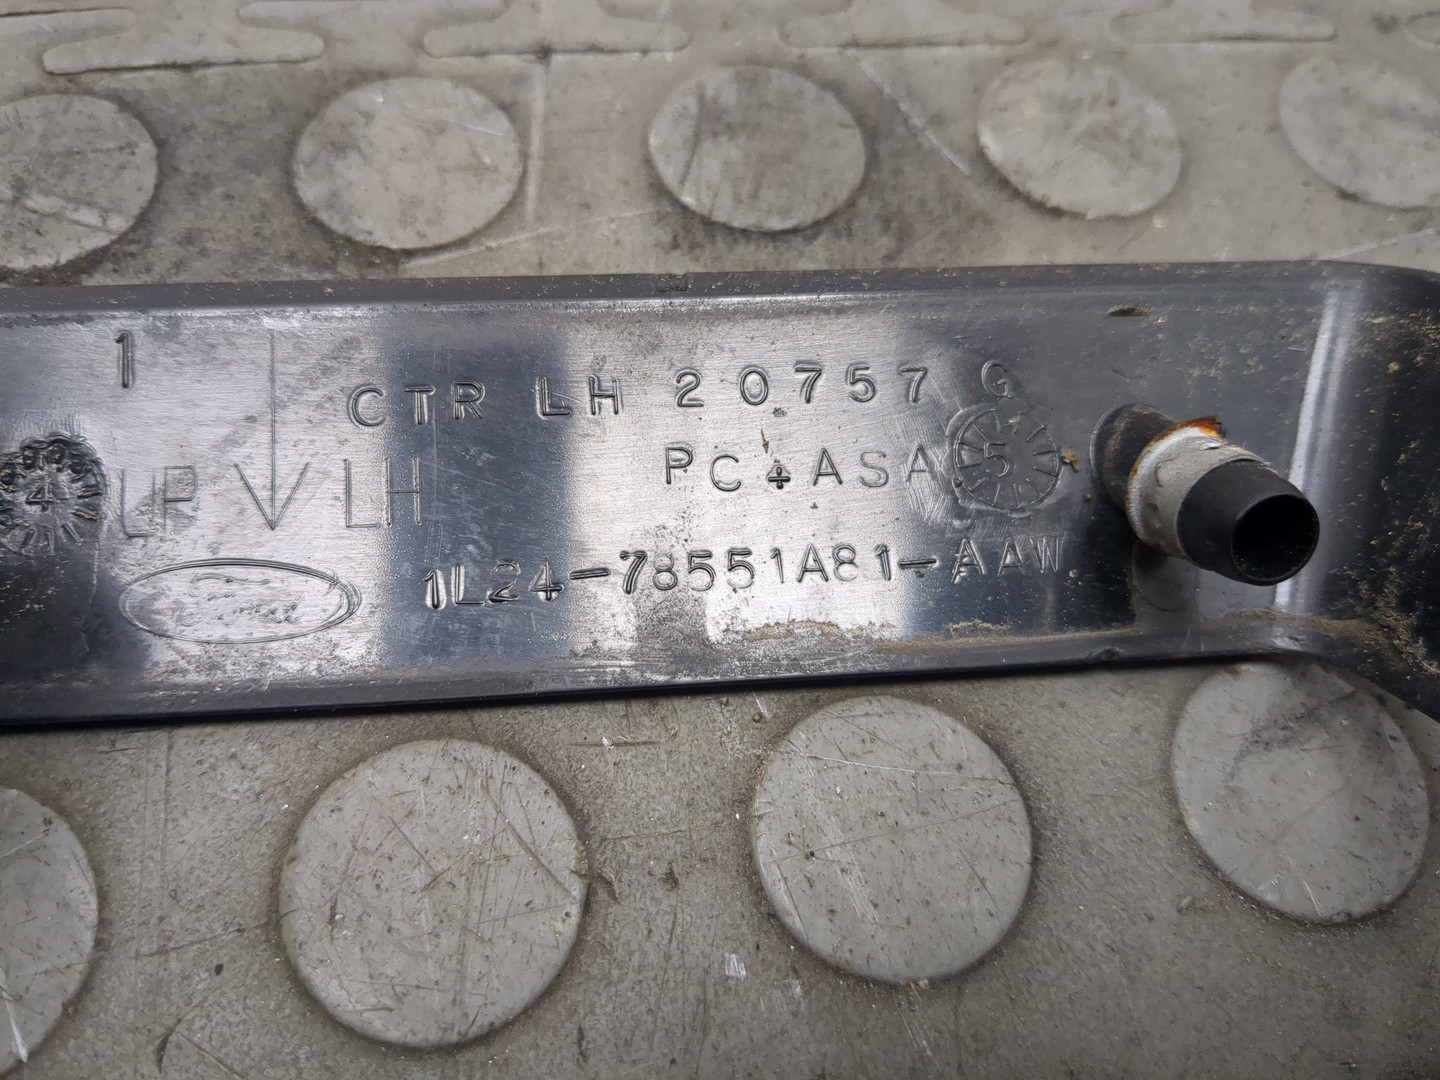 1
CTR LH 20757 G
PC+ASA
5
4
LP LH
Ford
1L24-78551A81-AAW